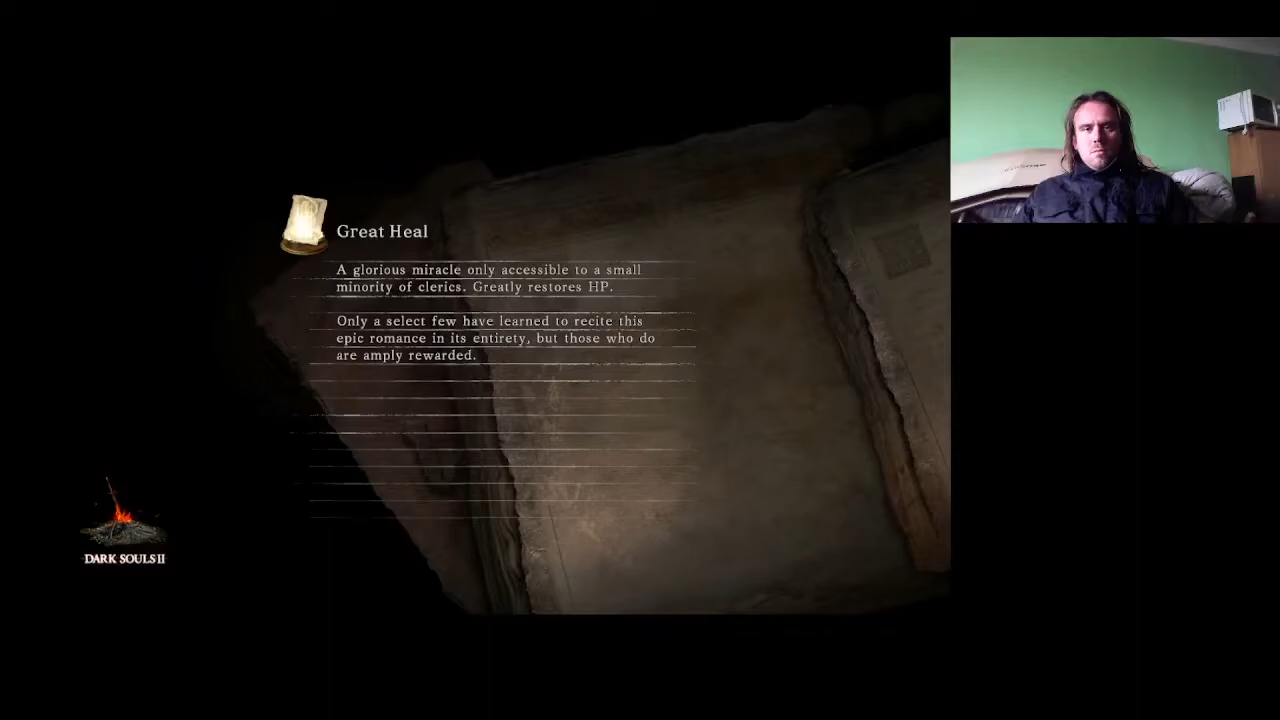 Great Heal
A glorious miracle only accessible to a small
minority of clerics. Greatly restores HP.
Only a select few have learned to recite this
epic romance in its entirety, but those who do
are amply rewarded.
DARK SOULS II